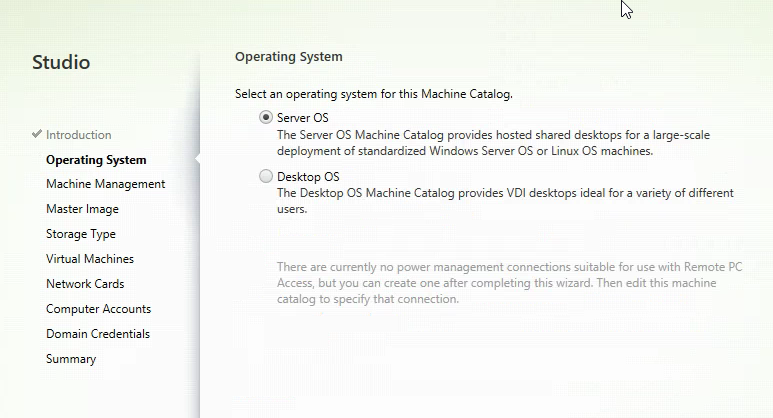 Studio
Introduction
Operating System
Machine Management
Master Image
Storage Type
Virtual Machines
Network Cards
Computer Accounts
Domain Credentials
Summary
Operating System
Select an operating system for this Machine Catalog.
Server OS
The Server OS Machine Catalog provides hosted shared desktops for a large-scale
deployment of standardized Windows Server OS or Linux OS machines.
Desktop OS
The Desktop OS Machine Catalog provides VDI desktops ideal for a variety of different
users.
There are currently no power management connections suitable for use with Remote PC
Access, but you can create one after completing this wizard. Then edit this machine
catalog to specify that connection.